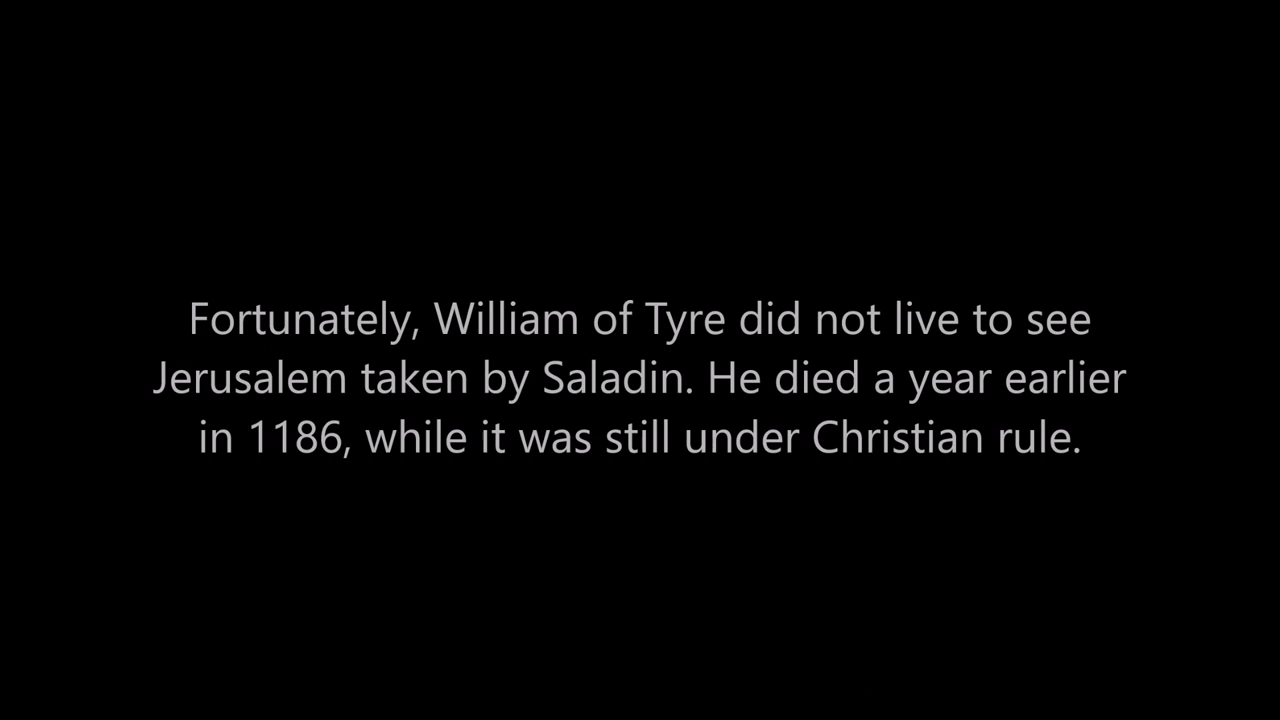 Fortunately, William of Tyre did not live to see
Jerusalem taken by Saladin. He died a year earlier
in 1186, while it was still under Christian rule.